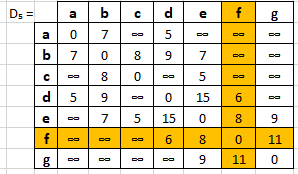 D₅ = a b c d e f g
a 0 7 ∞ 5 ∞ ∞ ∞
b 7 0 8 9 7 ∞ ∞
c ∞ 8 0 ∞ 5 ∞ ∞
d 5 9 ∞ 0 15 6 ∞
e ∞ 7 5 15 0 8 9
f ∞ ∞ ∞ 6 8 0 11
g ∞ ∞ ∞ ∞ 9 11 0